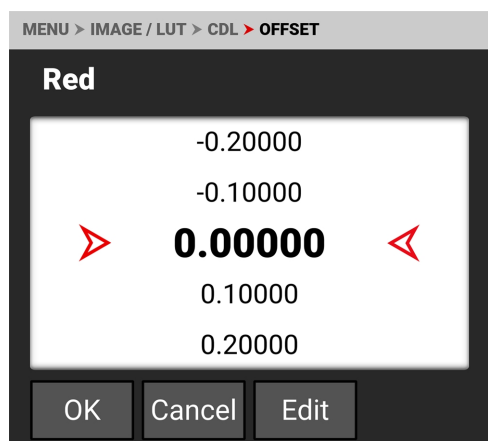 MENU > IMAGE / LUT > CDL > OFFSET
Red
-0.20000
-0.10000
0.00000
0.10000
0.20000
OK Cancel Edit